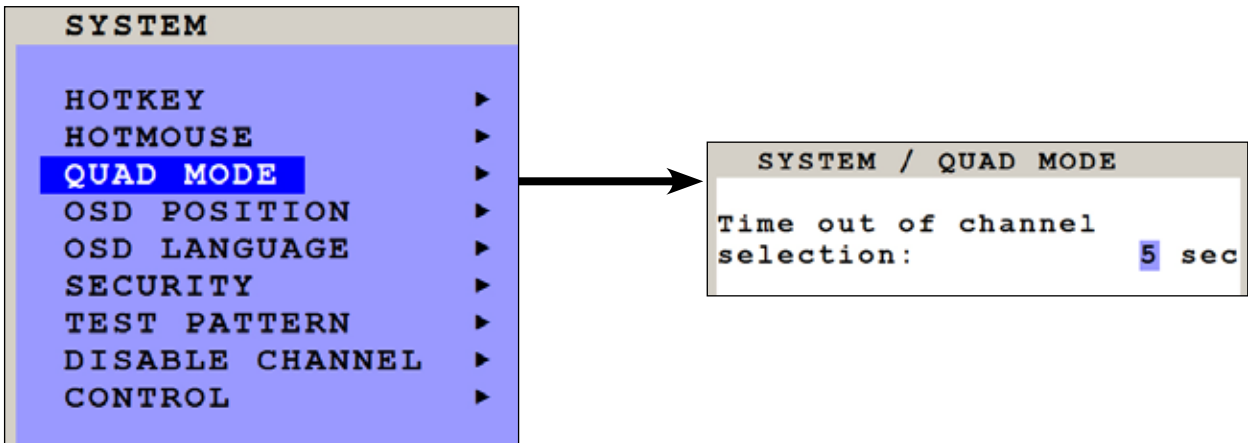 SYSTEM
HOTKEY
HOTMOUSE
QUAD MODE
OSD POSITION
OSD LANGUAGE
SECURITY
TEST PATTERN
DISABLE CHANNEL
CONTROL
SYSTEM / QUAD MODE
Time out of channel
selection: 5 sec